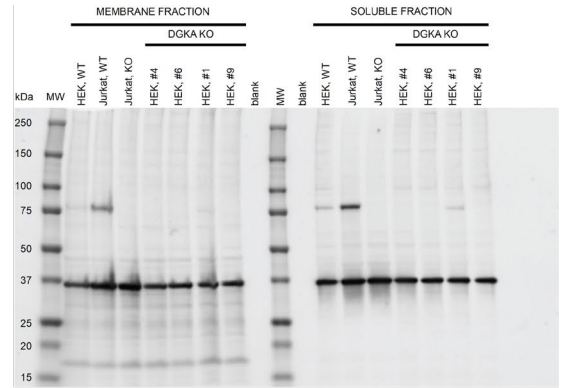 MEMBRANE FRACTION
SOLUBLE FRACTION
DGKA KO
DGKA KO
kDa
MW
HEK, WT
Jurkat, WT
Jurkat, KO
HEK, #4
HEK, #6
HEK, #1
HEK, #9
blank
MW
blank
HEK, WT
Jurkat, WT
Jurkat, KO
HEK, #4
HEK, #6
HEK, #1
HEK, #9
250
150
100
75
50
37
25
20
15